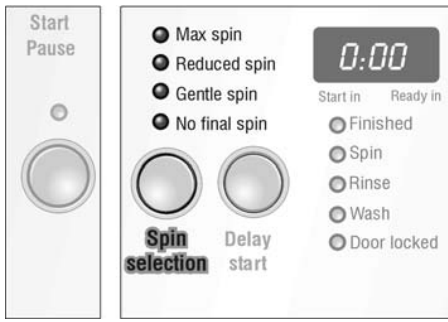 Start
Pause
Max spin
Reduced spin
Gentle spin
No final spin
Spin
selection
Delay
start
0:00
Start in Ready in
Finished
Spin
Rinse
Wash
Door locked